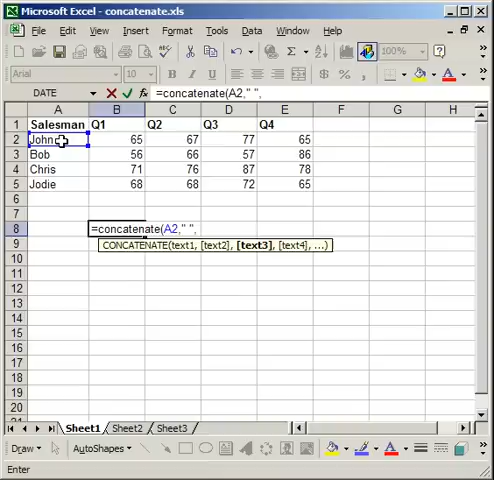 Microsoft Excel - concatenate.xls
File Edit View Insert Format Tools Data Window Help
100%
Arial 10 B I U
DATE =concatenate(A2," ",
A B C D E F G H
1 Salesman Q1 Q2 Q3 Q4
2 John 65 67 77 65
3 Bob 56 66 57 86
4 Chris 71 76 87 78
5 Jodie 68 68 72 65
6
7
8 =concatenate(A2," ",
9 CONCATENATE(text1, [text2], [text3], [text4], ...)
10
11
12
13
14
15
16
17
18
19
20
21
Sheet1 Sheet2 Sheet3
Draw AutoShapes
Enter